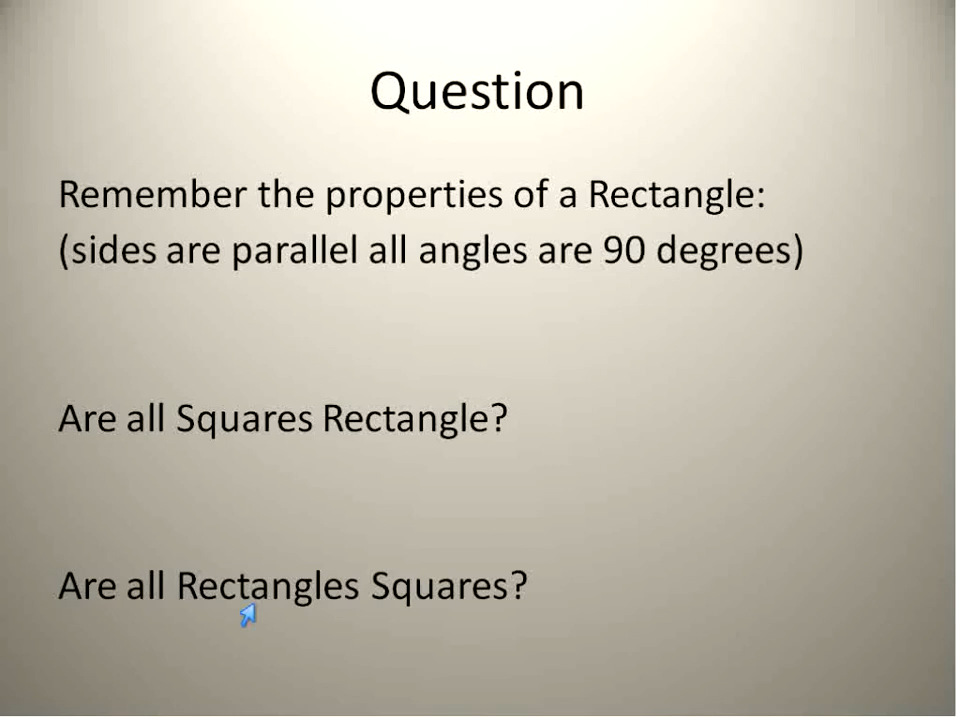 Question
Remember the properties of a Rectangle:
(sides are parallel all angles are 90 degrees)
Are all Squares Rectangle?
Are all Rectangles Squares?